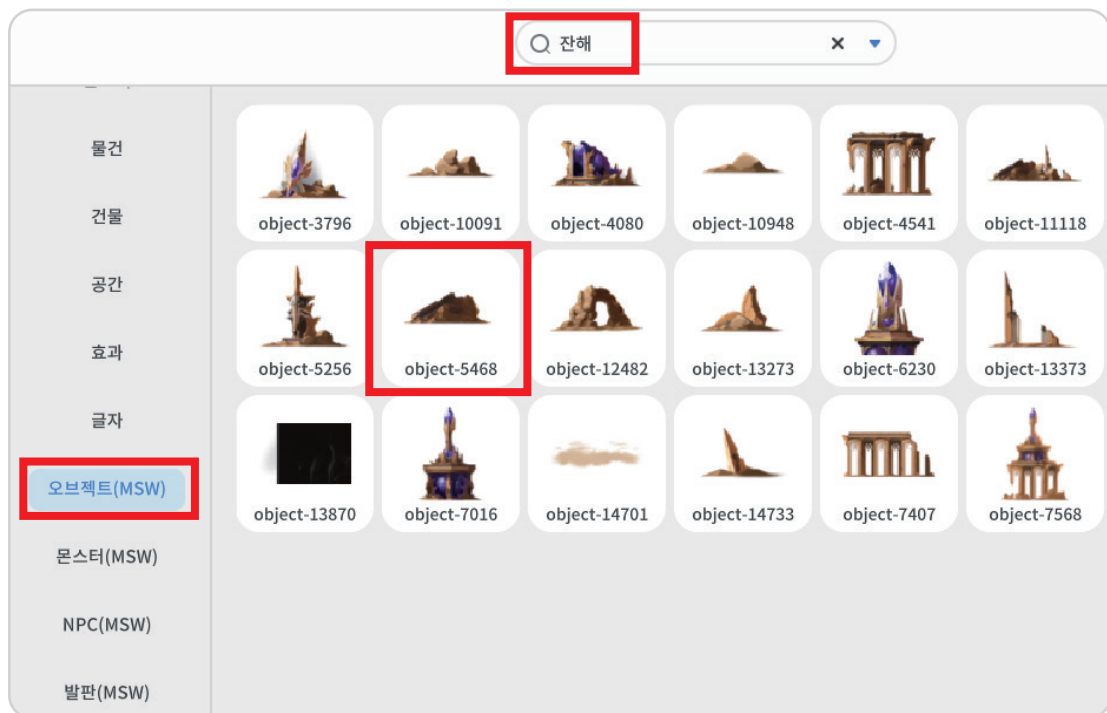 잔해
물건
건물
공간
효과
글자
오브젝트(MSW)
몬스터(MSW)
NPC(MSW)
발판(MSW)
object-3796 object-10091 object-4080 object-10948 object-4541 object-11118
object-5256 object-5468 object-12482 object-13273 object-6230 object-13373
object-13870 object-7016 object-14701 object-14733 object-7407 object-7568